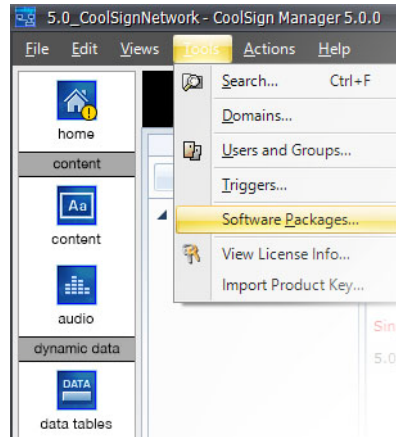 5.0_CoolSignNetwork - CoolSign Manager 5.0.0
File Edit Views Tools Actions Help
Search... Ctrl+F
Domains...
Users and Groups...
Triggers...
Software Packages...
View License Info...
Import Product Key...
home
content
Aa
content
audio
dynamic data
DATA
data tables
Sin
5.0